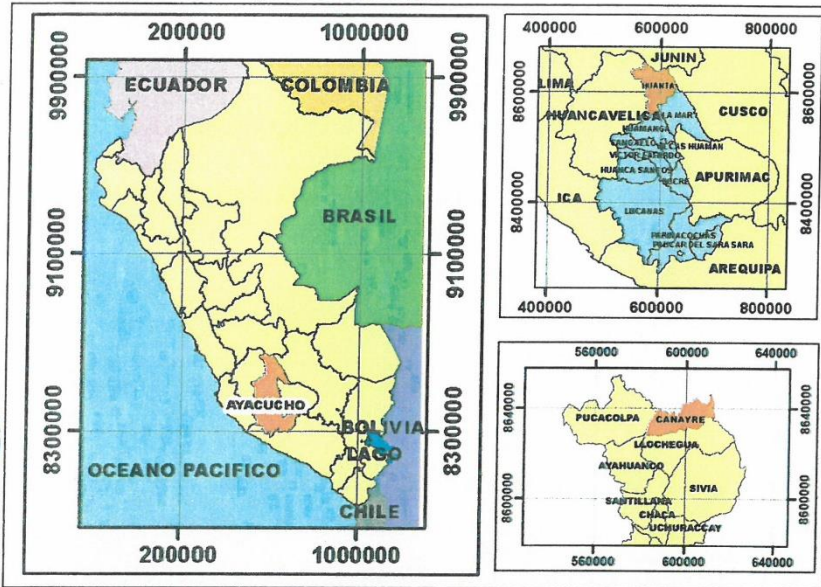 200000 1000000
9900000 9900000
ECUADOR COLOMBIA
BRASIL
9100000 9100000
AYACUCHO
BOLIVIA
8300000 8300000
LAGO
OCEANO PACIFICO
CHILE
200000 1000000
400000 600000 800000
JUNIN
LIMA
HUANTA
8600000 8600000
CUSCO
HUANCAVELICA
LA MAR
HUAMANGA
VICTOR FAJARDO
HUANCA SANCOS
SUCRE
APURIMAC
ICA
8400000 8400000
LUCANAS
PARINACOCHAS
PAUCAR DEL SARA SARA
AREQUIPA
400000 600000 800000
560000 600000 640000
8640000 8640000
PUCACOLPA CANAYRE
LLOCHEGUA
AYAHUANCO
SIVIA
8600000 8600000
SANTILLANA
CHACA
UCHURACCAY
560000 600000 640000